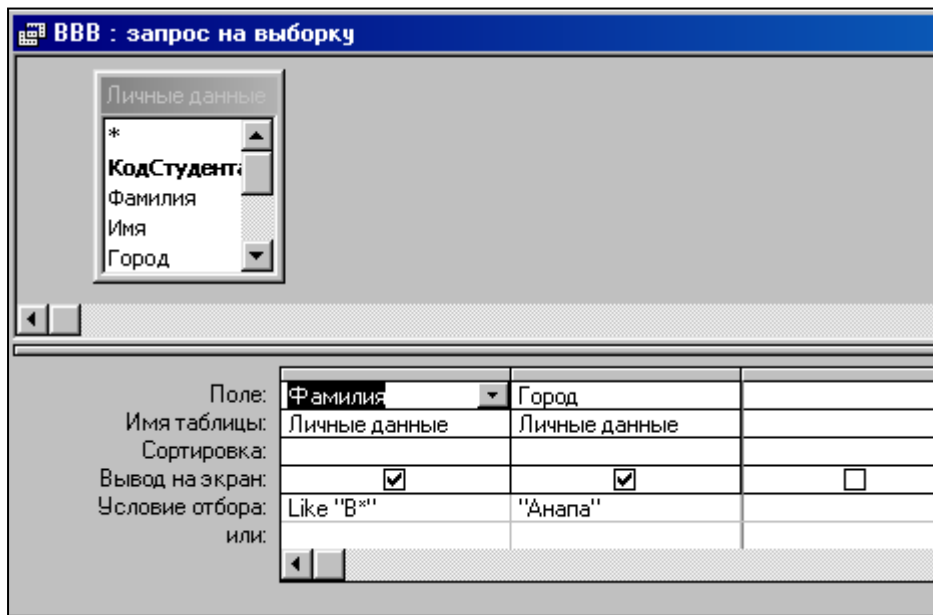 ВВВ : запрос на выборку
Личные данные
*
КодСтудента
Фамилия
Имя
Город
Поле: Фамилия Город
Имя таблицы: Личные данные Личные данные
Сортировка:
Вывод на экран:
Условие отбора: Like "В*" "Анапа"
или: